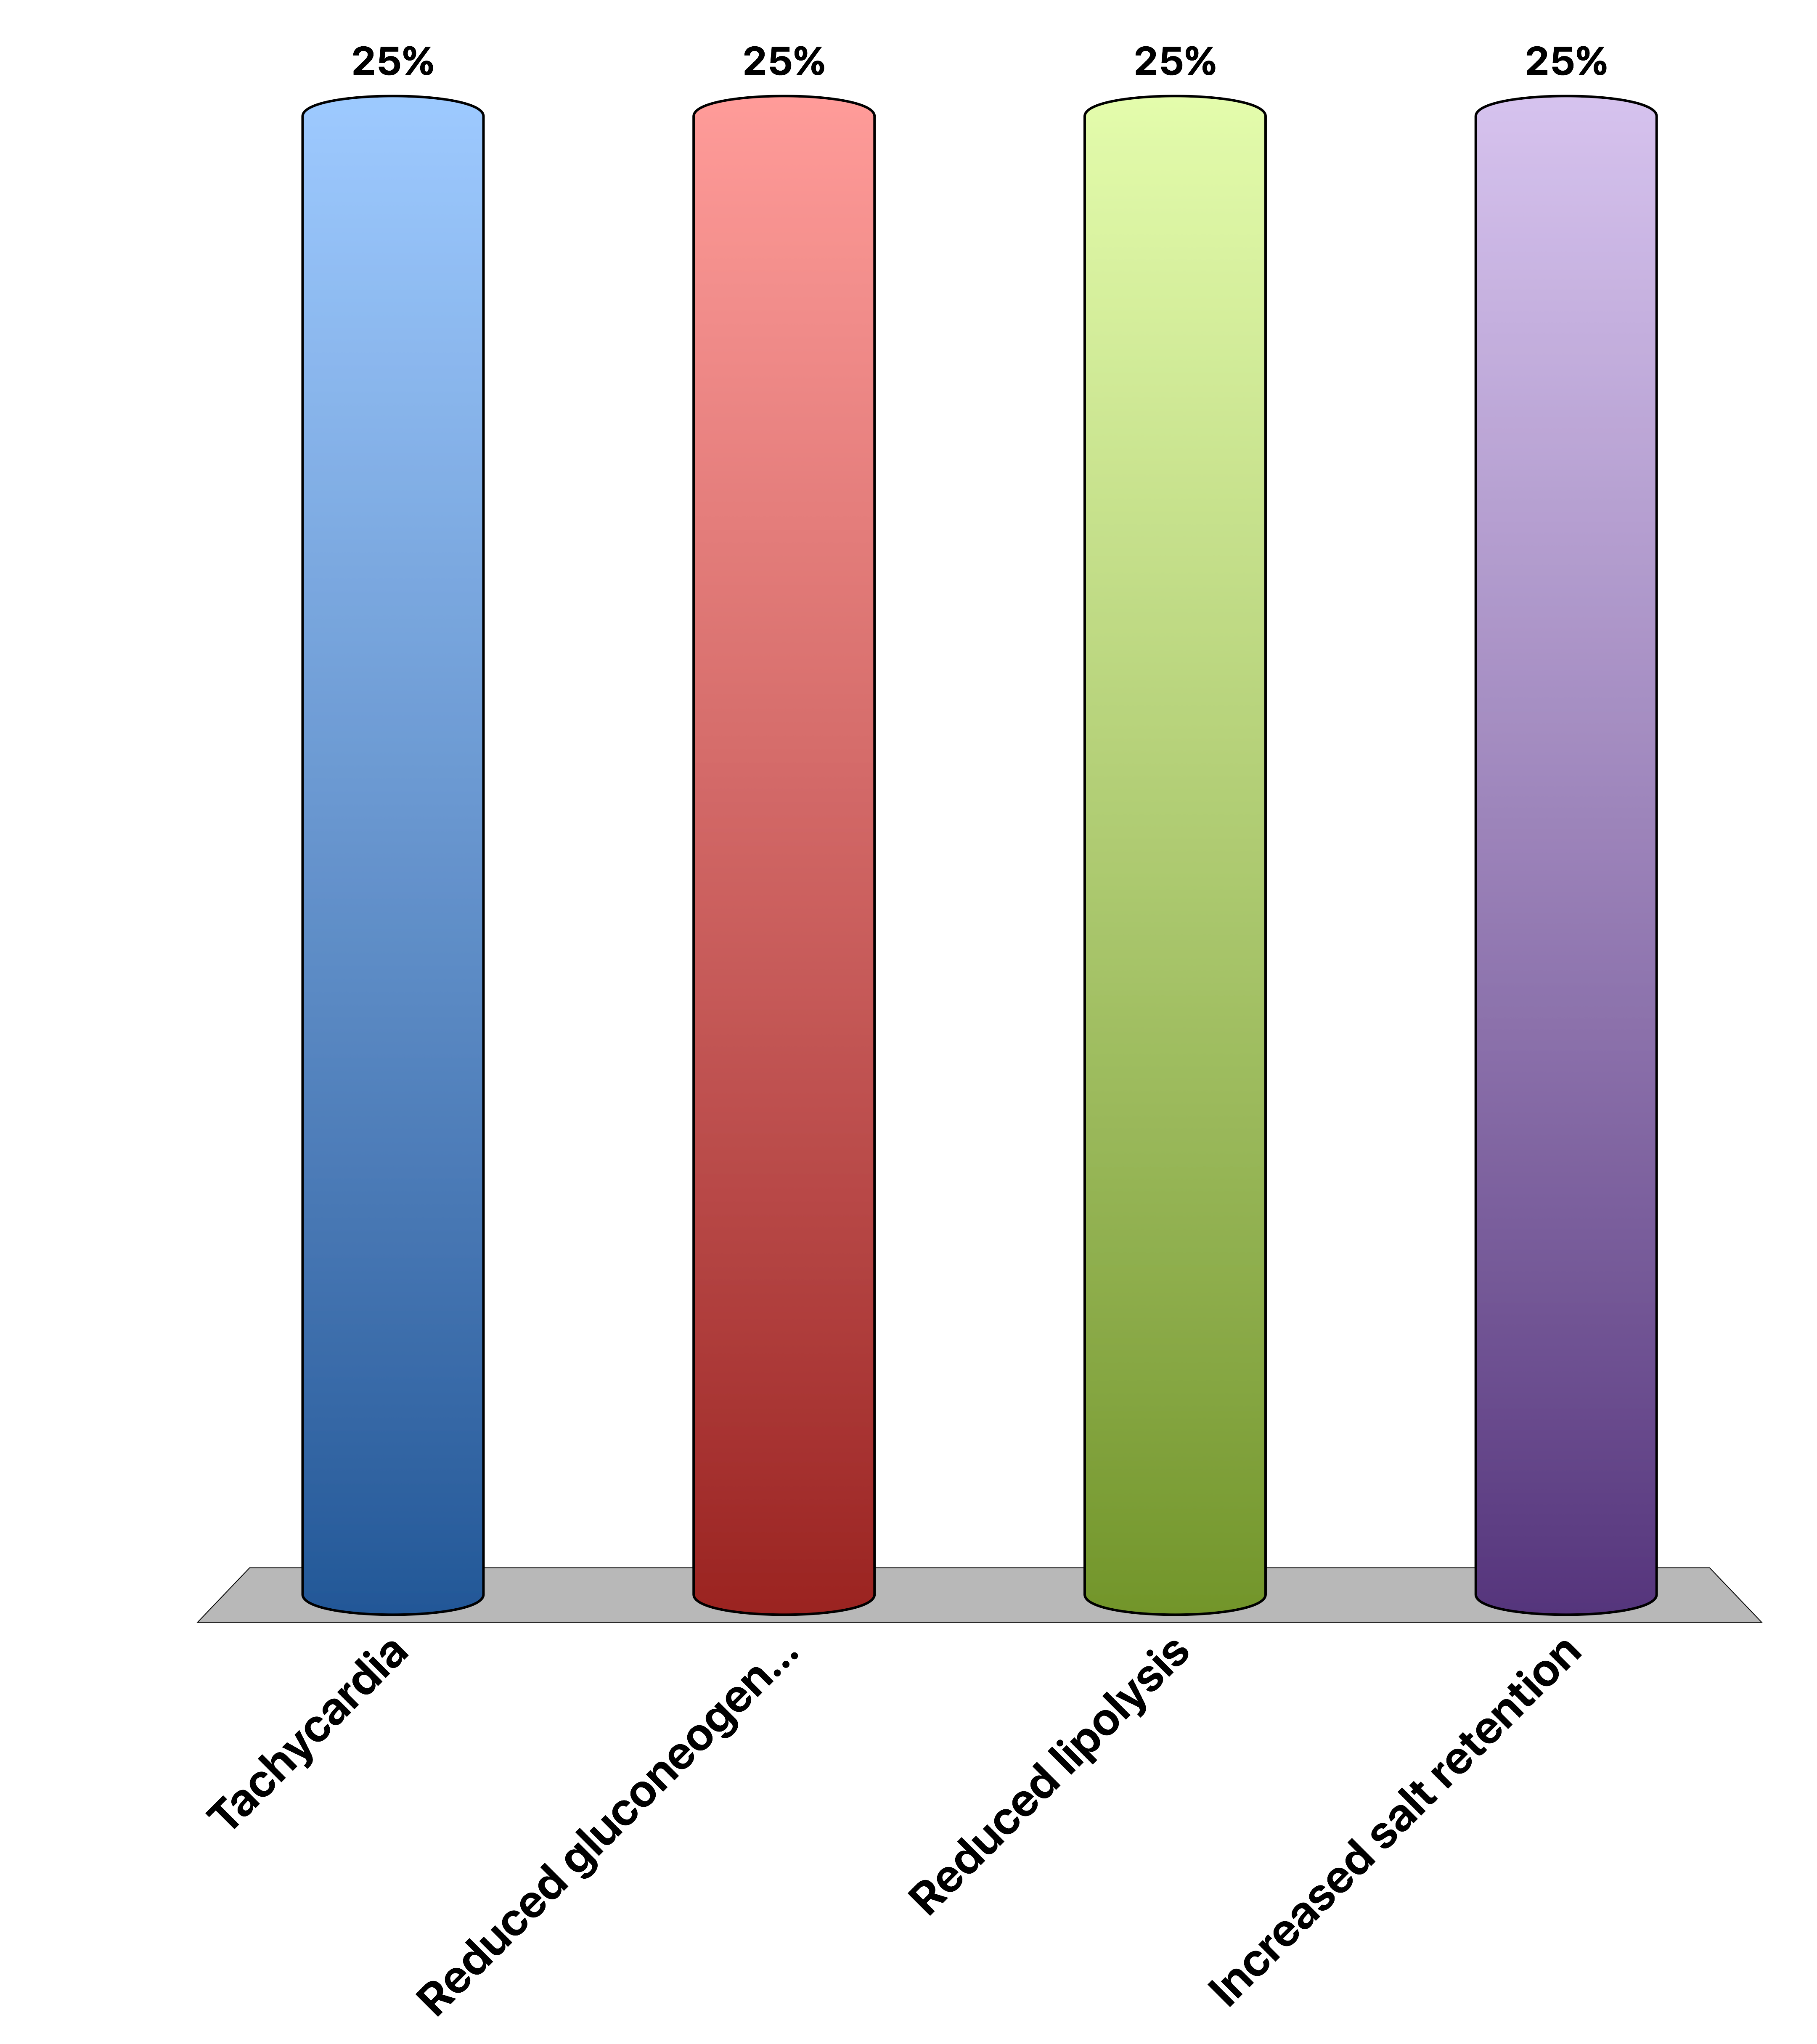 25%
25%
25%
25%
Tachycardia
Reduced gluconeogen...
Reduced lipolysis
Increased salt retention